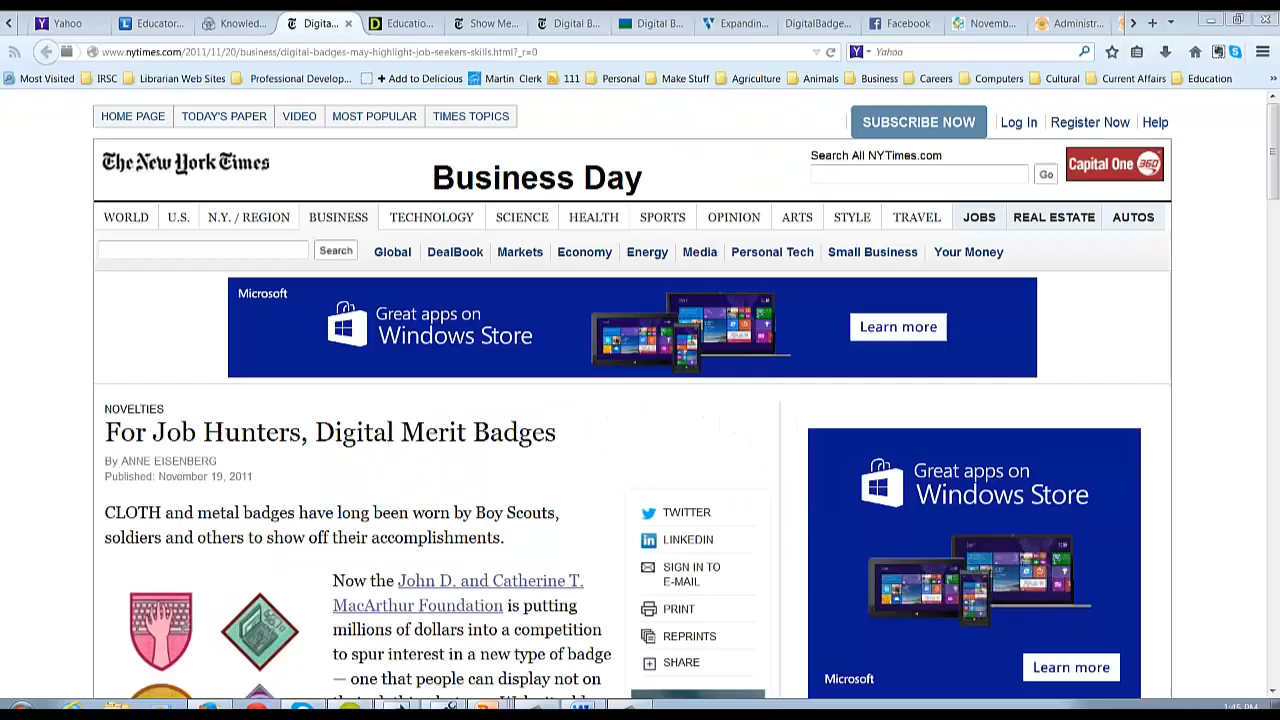 Yahoo
Educator...
Knowled...
Digita...
Educatio...
Show Me...
Digital B...
Digital B...
Expandin...
DigitalBadge...
Facebook
Novemb...
Administr...
www.nytimes.com/2011/11/20/business/digital-badges-may-highlight-job-seekers-skills.html?_r=0
Yahoo
Most Visited
IRSC
Librarian Web Sites
Professional Develop...
+ Add to Delicious
Martin Clerk
111
Personal
Make Stuff
Agriculture
Animals
Business
Careers
Computers
Cultural
Current Affairs
Education
HOME PAGE
TODAY'S PAPER
VIDEO
MOST POPULAR
TIMES TOPICS
SUBSCRIBE NOW
Log In
Register Now
Help
The New York Times
Business Day
Search All NYTimes.com
Go
Capital One 360
WORLD
U.S.
N.Y. / REGION
BUSINESS
TECHNOLOGY
SCIENCE
HEALTH
SPORTS
OPINION
ARTS
STYLE
TRAVEL
JOBS
REAL ESTATE
AUTOS
Search
Global
DealBook
Markets
Economy
Energy
Media
Personal Tech
Small Business
Your Money
Microsoft
Great apps on
Windows Store
Learn more
NOVELTIES
For Job Hunters, Digital Merit Badges
By ANNE EISENBERG
Published: November 19, 2011
CLOTH and metal badges have long been worn by Boy Scouts,
soldiers and others to show off their accomplishments.
Now the John D. and Catherine T.
MacArthur Foundation is putting
millions of dollars into a competition
to spur interest in a new type of badge
— one that people can display not on
TWITTER
LINKEDIN
SIGN IN TO
E-MAIL
PRINT
REPRINTS
SHARE
Great apps on
Windows Store
Learn more
Microsoft
1:45 PM